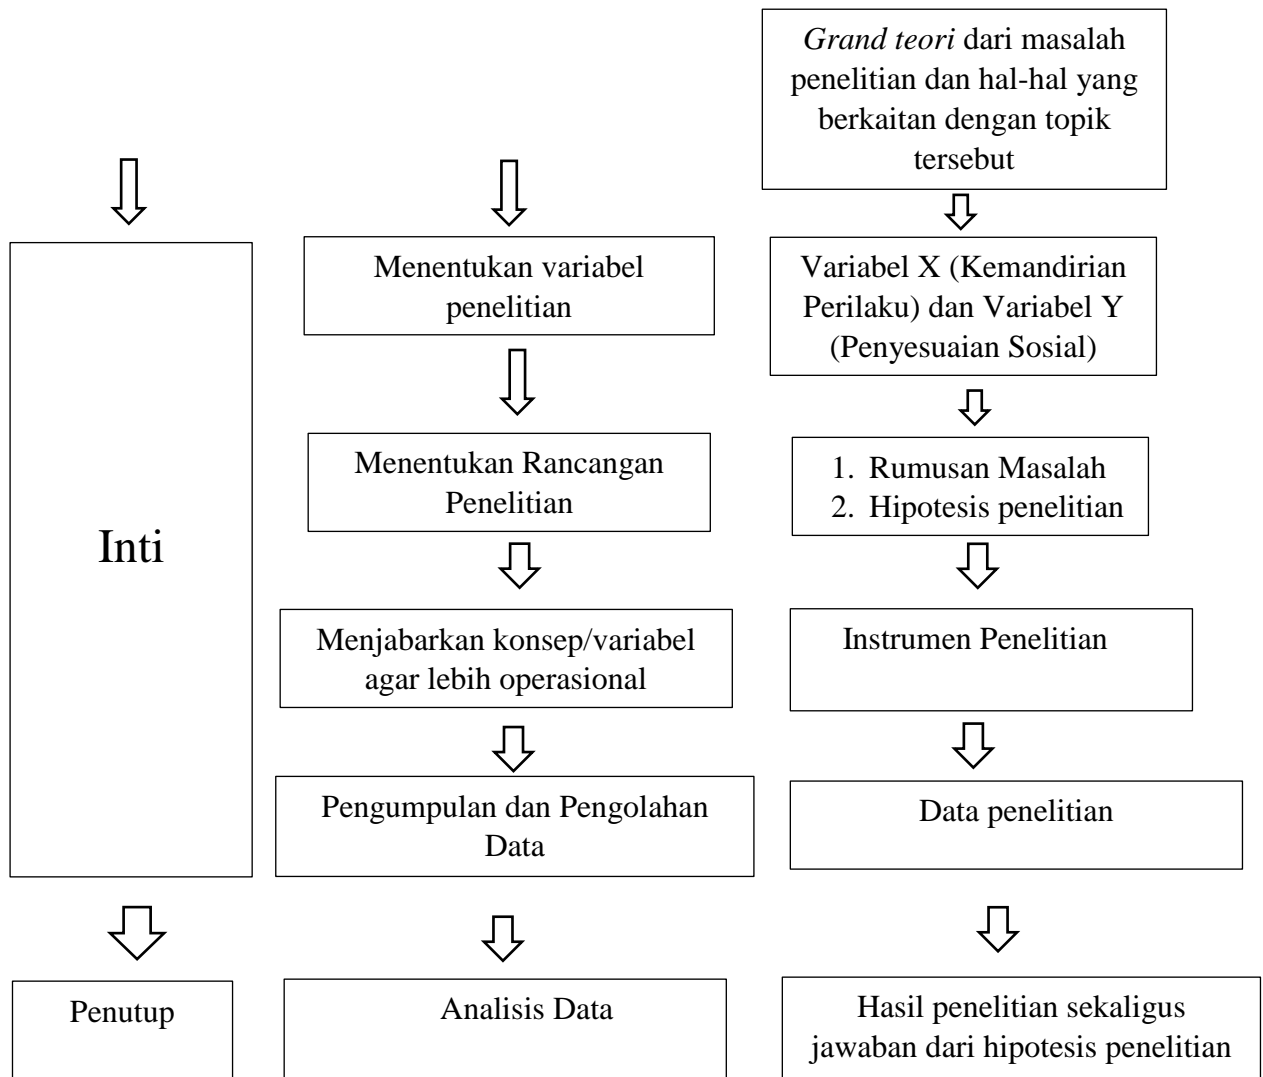 Grand teori dari masalah
penelitian dan hal-hal yang
berkaitan dengan topik
tersebut
Menentukan variabel
penelitian
Variabel X (Kemandirian
Perilaku) dan Variabel Y
(Penyesuaian Sosial)
Inti
Menentukan Rancangan
Penelitian
1. Rumusan Masalah
2. Hipotesis penelitian
Menjabarkan konsep/variabel
agar lebih operasional
Instrumen Penelitian
Pengumpulan dan Pengolahan
Data
Data penelitian
Penutup
Analisis Data
Hasil penelitian sekaligus
jawaban dari hipotesis penelitian